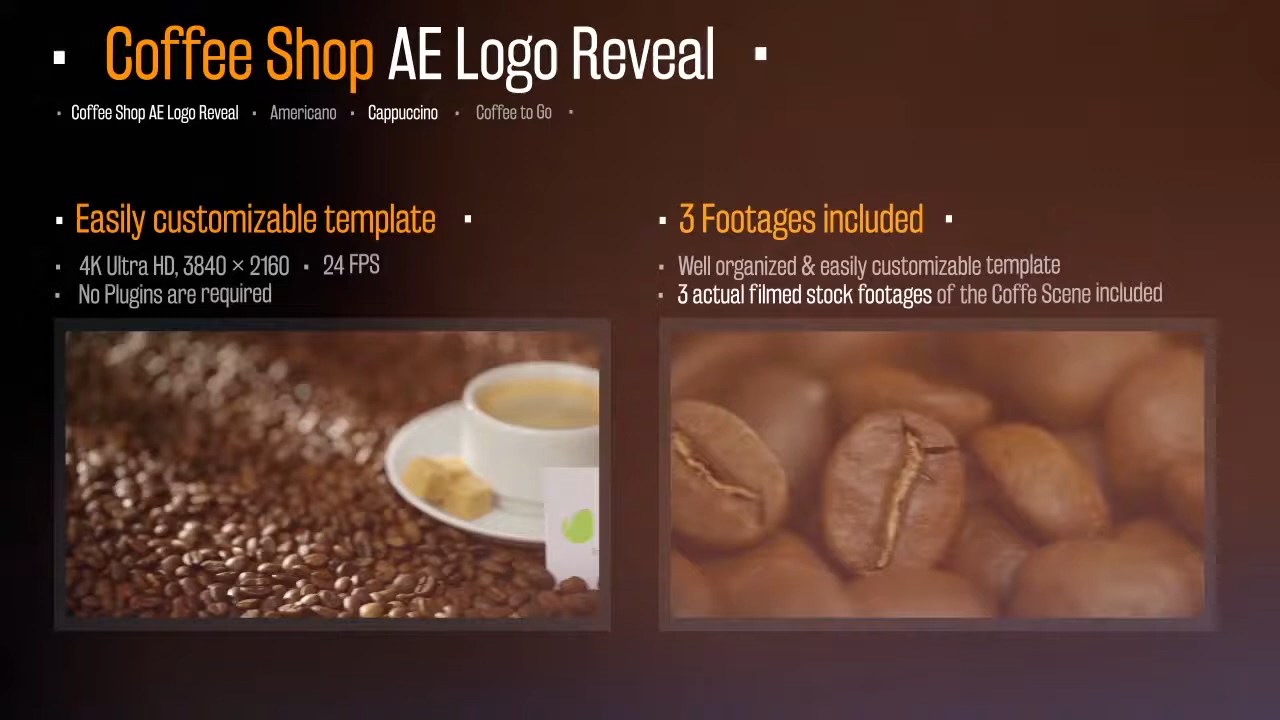 Coffee Shop AE Logo Reveal
Coffee Shop AE Logo Reveal · Americano · Cappuccino · Coffee to Go
Easily customizable template
4K Ultra HD, 3840 × 2160 · 24 FPS
No Plugins are required
3 Footages included
Well organized & easily customizable template
3 actual filmed stock footages of the Coffe Scene included